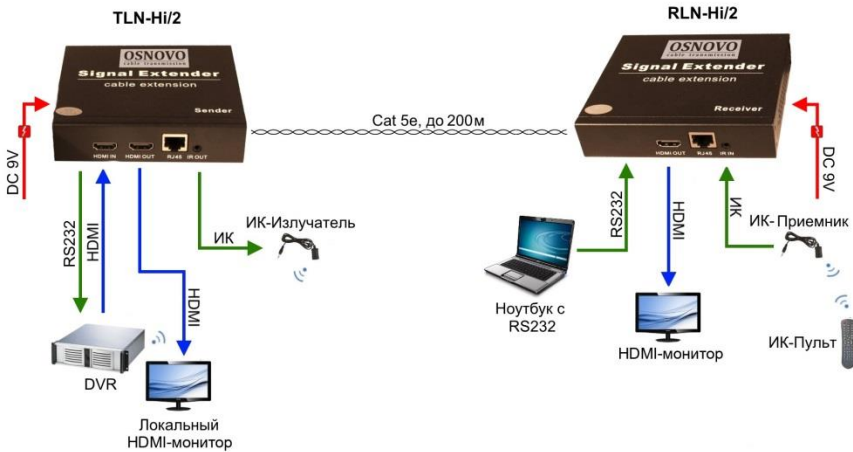 TLN-Hi/2
RLN-Hi/2
OSNOVO
cable transmission
Signal Extender
cable extension
Sender
HDMI IN
HDMI OUT
RJ45
IR OUT
OSNOVO
cable transmission
Signal Extender
cable extension
Receiver
HDMI OUT
RJ45
IR IN
Cat 5e, до 200м
DC 9V
DC 9V
RS232
HDMI
HDMI
ИК
ИК-Излучатель
RS232
HDMI
ИК
ИК- Приемник
DVR
Локальный
HDMI-монитор
Ноутбук с
RS232
HDMI-монитор
ИК-Пульт